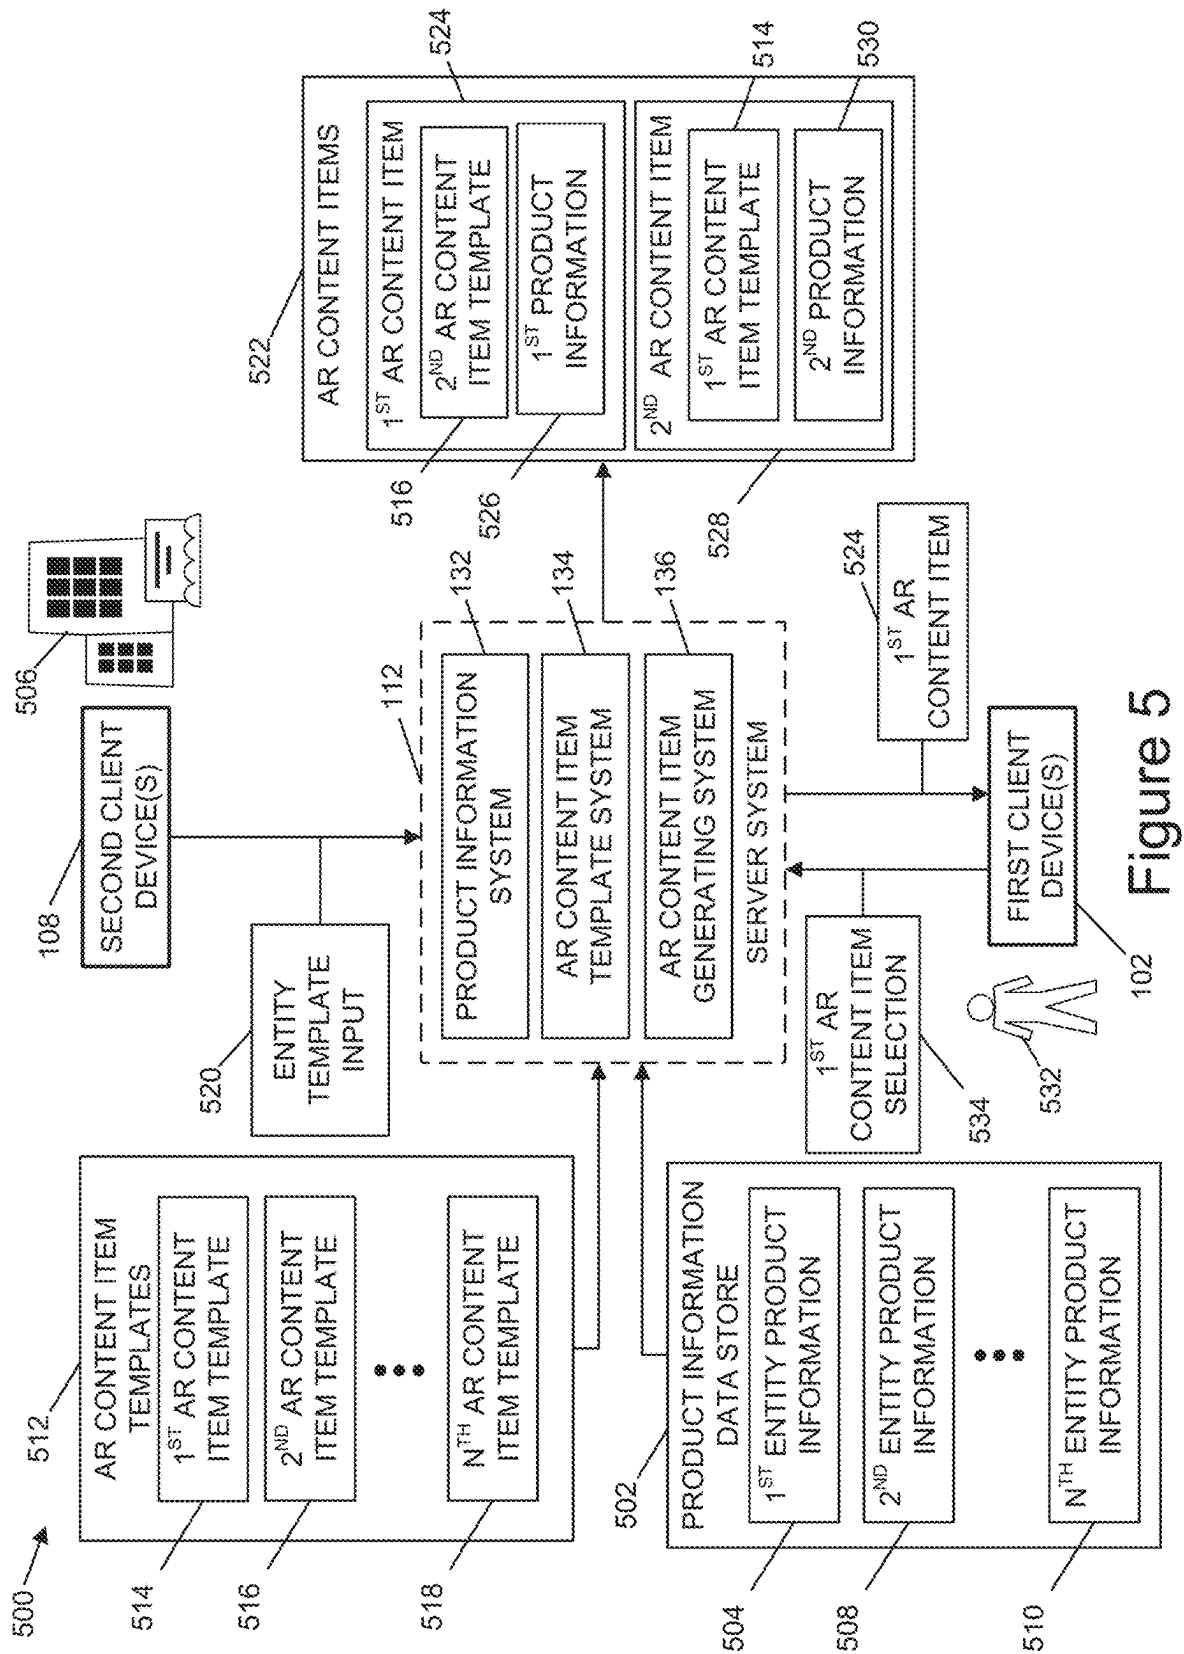 500
512
AR CONTENT ITEM
TEMPLATES
1ST AR CONTENT
ITEM TEMPLATE
514
2ND AR CONTENT
ITEM TEMPLATE
516
NTH AR CONTENT
ITEM TEMPLATE
518
502
PRODUCT INFORMATION
DATA STORE
1ST ENTITY PRODUCT
INFORMATION
504
2ND ENTITY PRODUCT
INFORMATION
508
NTH ENTITY PRODUCT
INFORMATION
510
108
SECOND CLIENT
DEVICE(S)
506
520
ENTITY
TEMPLATE
INPUT
112
PRODUCT INFORMATION
SYSTEM
132
AR CONTENT ITEM
TEMPLATE SYSTEM
134
AR CONTENT ITEM
GENERATING SYSTEM
136
SERVER SYSTEM
1ST AR
CONTENT ITEM
SELECTION
534
532
524
1ST AR
CONTENT ITEM
FIRST CLIENT
DEVICE(S)
102
522
AR CONTENT ITEMS
524
1ST AR CONTENT ITEM
2ND AR CONTENT
ITEM TEMPLATE
516
1ST PRODUCT
INFORMATION
526
2ND AR CONTENT ITEM
528
1ST AR CONTENT
ITEM TEMPLATE
514
2ND PRODUCT
INFORMATION
530
Figure 5